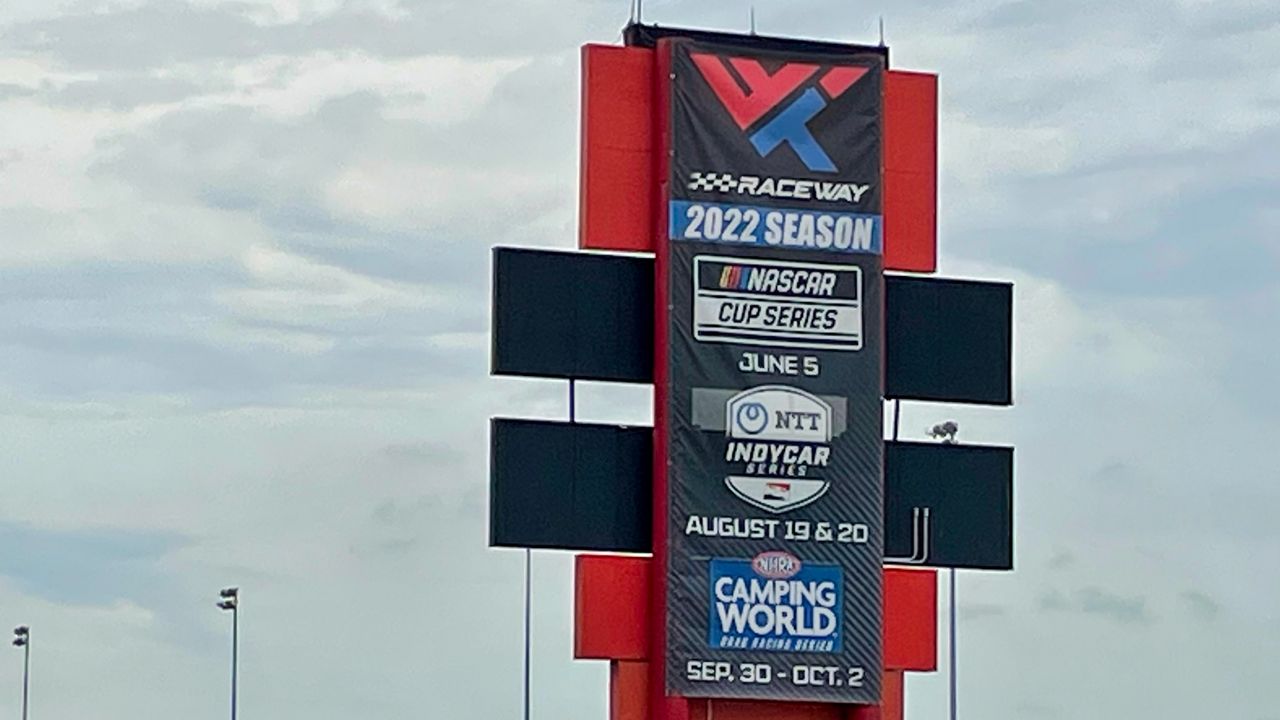 WWT
RACEWAY
2022 SEASON
NASCAR
CUP SERIES
JUNE 5
NTT
INDYCAR
SERIES
AUGUST 19 & 20
NHRA
CAMPING
WORLD
DRAG RACING SERIES
SEP. 30 - OCT. 2